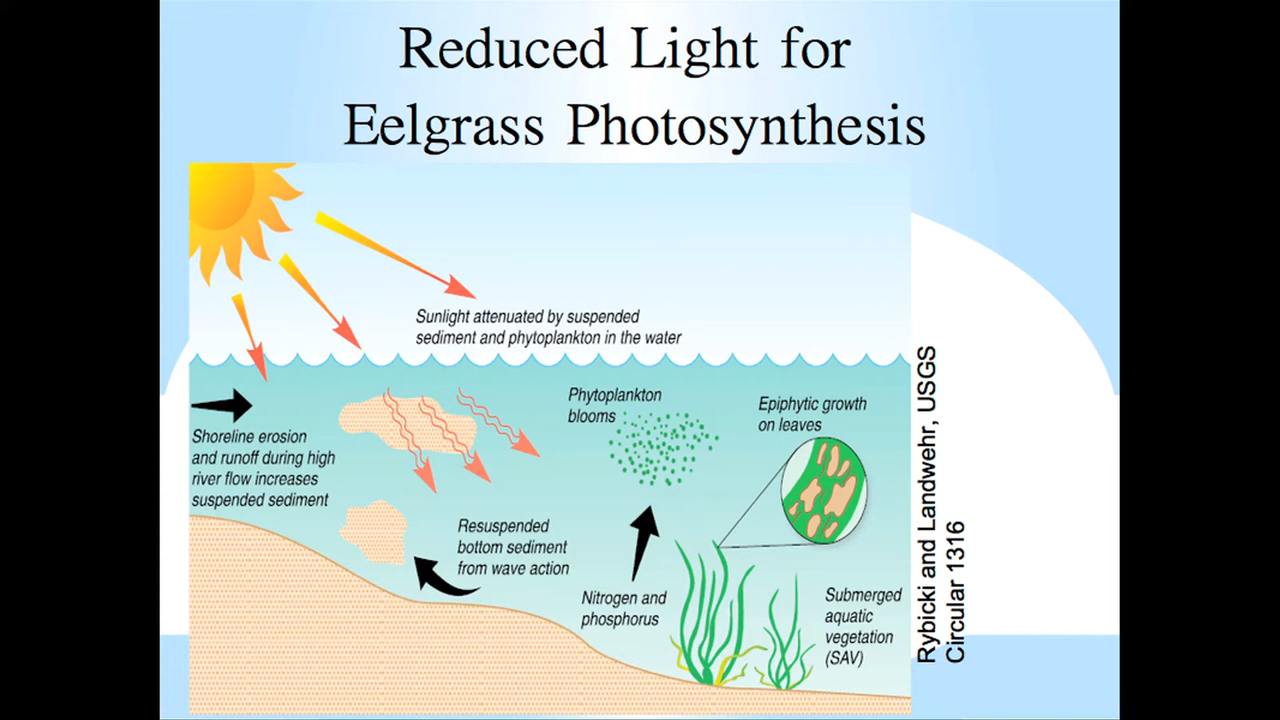 Reduced Light for
Eelgrass Photosynthesis
Sunlight attenuated by suspended
sediment and phytoplankton in the water
Shoreline erosion
and runoff during high
river flow increases
suspended sediment
Resuspended
bottom sediment
from wave action
Phytoplankton
blooms
Nitrogen and
phosphorus
Epiphytic growth
on leaves
Submerged
aquatic
vegetation
(SAV)
Rybicki and Landwehr, USGS
Circular 1316